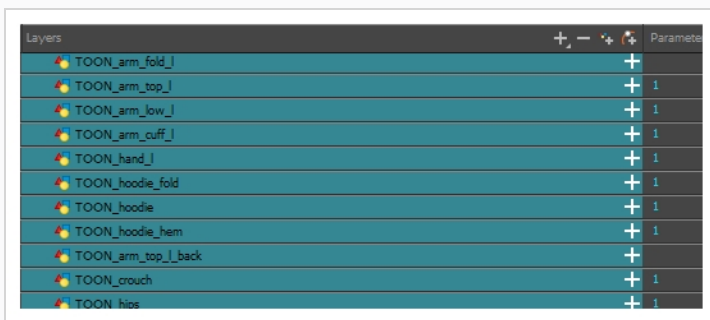 Layers Paramete
TOON_arm_fold_l
TOON_arm_top_l 1
TOON_arm_low_l 1
TOON_arm_cuff_l 1
TOON_hand_l 1
TOON_hoodie_fold 1
TOON_hoodie 1
TOON_hoodie_hem 1
TOON_arm_top_l_back
TOON_crouch 1
TOON_hips 1